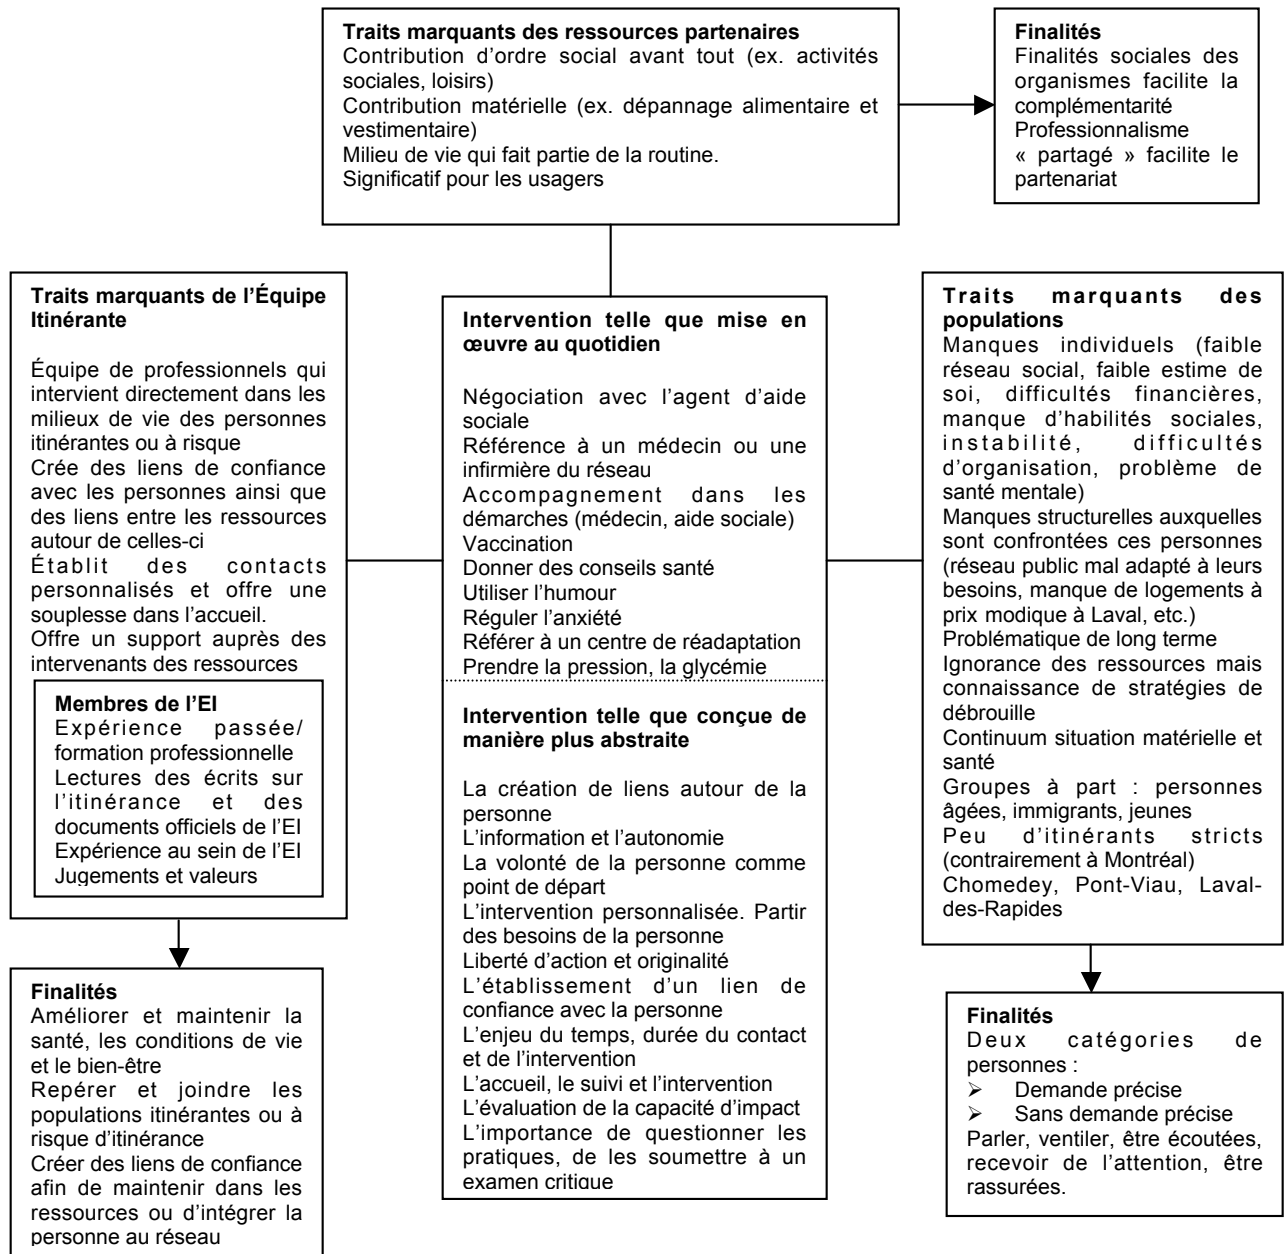 Traits marquants des ressources partenaires
Contribution d’ordre social avant tout (ex. activités
sociales, loisirs)
Contribution matérielle (ex. dépannage alimentaire et
vestimentaire)
Milieu de vie qui fait partie de la routine.
Significatif pour les usagers
Finalités
Finalités sociales des
organismes facilite la
complémentarité
Professionnalisme
« partagé » facilite le
partenariat
Traits marquants de l’Équipe
Itinérante
Équipe de professionnels qui
intervient directement dans les
milieux de vie des personnes
itinérantes ou à risque
Crée des liens de confiance
avec les personnes ainsi que
des liens entre les ressources
autour de celles-ci
Établit des contacts
personnalisés et offre une
souplesse dans l’accueil.
Offre un support auprès des
intervenants des ressources
Membres de l’EI
Expérience passée/
formation professionnelle
Lectures des écrits sur
l’itinérance et des
documents officiels de l’EI
Expérience au sein de l’EI
Jugements et valeurs
Finalités
Améliorer et maintenir la
santé, les conditions de vie
et le bien-être
Repérer et joindre les
populations itinérantes ou à
risque d’itinérance
Créer des liens de confiance
afin de maintenir dans les
ressources ou d’intégrer la
personne au réseau
Intervention telle que mise en
œuvre au quotidien
Négociation avec l’agent d’aide
sociale
Référence à un médecin ou une
infirmière du réseau
Accompagnement dans les
démarches (médecin, aide sociale)
Vaccination
Donner des conseils santé
Utiliser l’humour
Réguler l’anxiété
Référer à un centre de réadaptation
Prendre la pression, la glycémie
Intervention telle que conçue de
manière plus abstraite
La création de liens autour de la
personne
L’information et l’autonomie
La volonté de la personne comme
point de départ
L’intervention personnalisée. Partir
des besoins de la personne
Liberté d’action et originalité
L’établissement d’un lien de
confiance avec la personne
L’enjeu du temps, durée du contact
et de l’intervention
L’accueil, le suivi et l’intervention
L’évaluation de la capacité d’impact
L’importance de questionner les
pratiques, de les soumettre à un
examen critique
Traits marquants des
populations
Manques individuels (faible
réseau social, faible estime de
soi, difficultés financières,
manque d’habilités sociales,
instabilité, difficultés
d’organisation, problème de
santé mentale)
Manques structurelles auxquelles
sont confrontées ces personnes
(réseau public mal adapté à leurs
besoins, manque de logements à
prix modique à Laval, etc.)
Problématique de long terme
Ignorance des ressources mais
connaissance de stratégies de
débrouille
Continuum situation matérielle et
santé
Groupes à part : personnes
âgées, immigrants, jeunes
Peu d’itinérants stricts
(contrairement à Montréal)
Chomedey, Pont-Viau, Laval-
des-Rapides
Finalités
Deux catégories de
personnes :
➢ Demande précise
➢ Sans demande précise
Parler, ventiler, être écoutées,
recevoir de l’attention, être
rassurées.